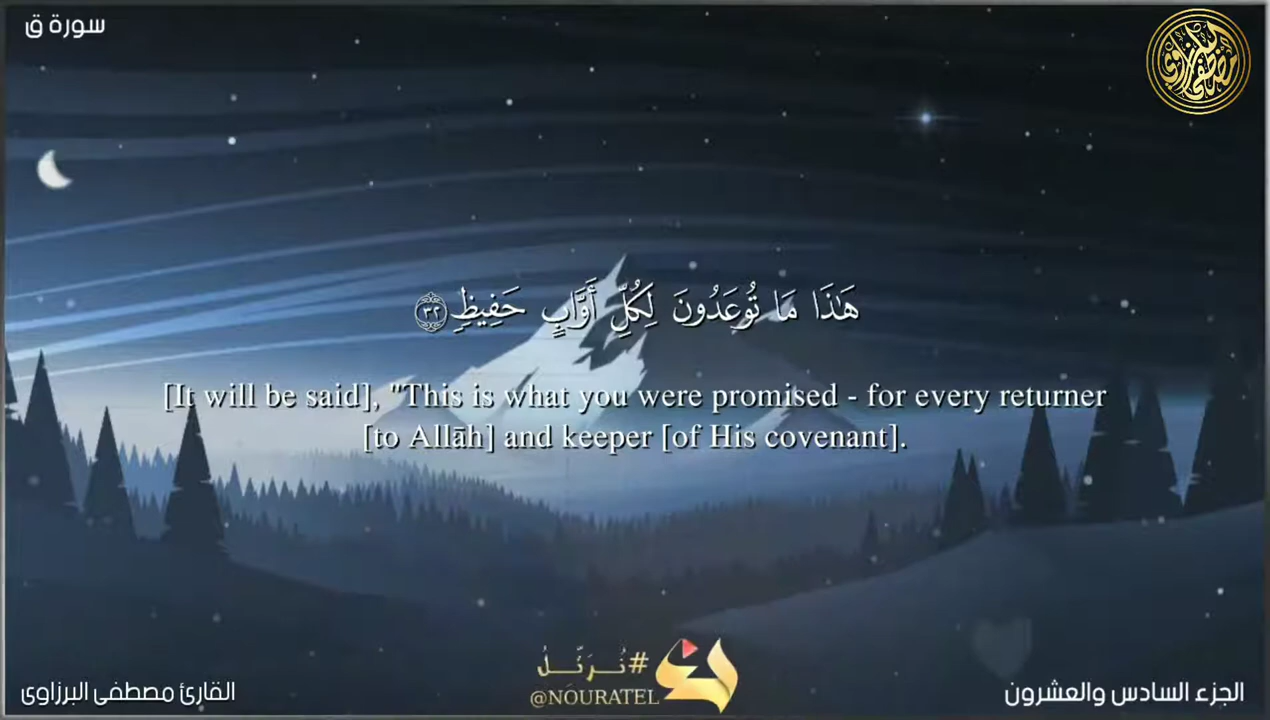 سورة ق
هَٰذَا مَا تُوعَدُونَ لِكُلِّ أَوَّابٍ حَفِيظٍ ٣٢
[It will be said], "This is what you were promised - for every returner
[to Allāh] and keeper [of His covenant].
#نُرَتِّلُ
@NOURATEL
القارئ مصطفى البرزاوى
الجزء السادس والعشرون